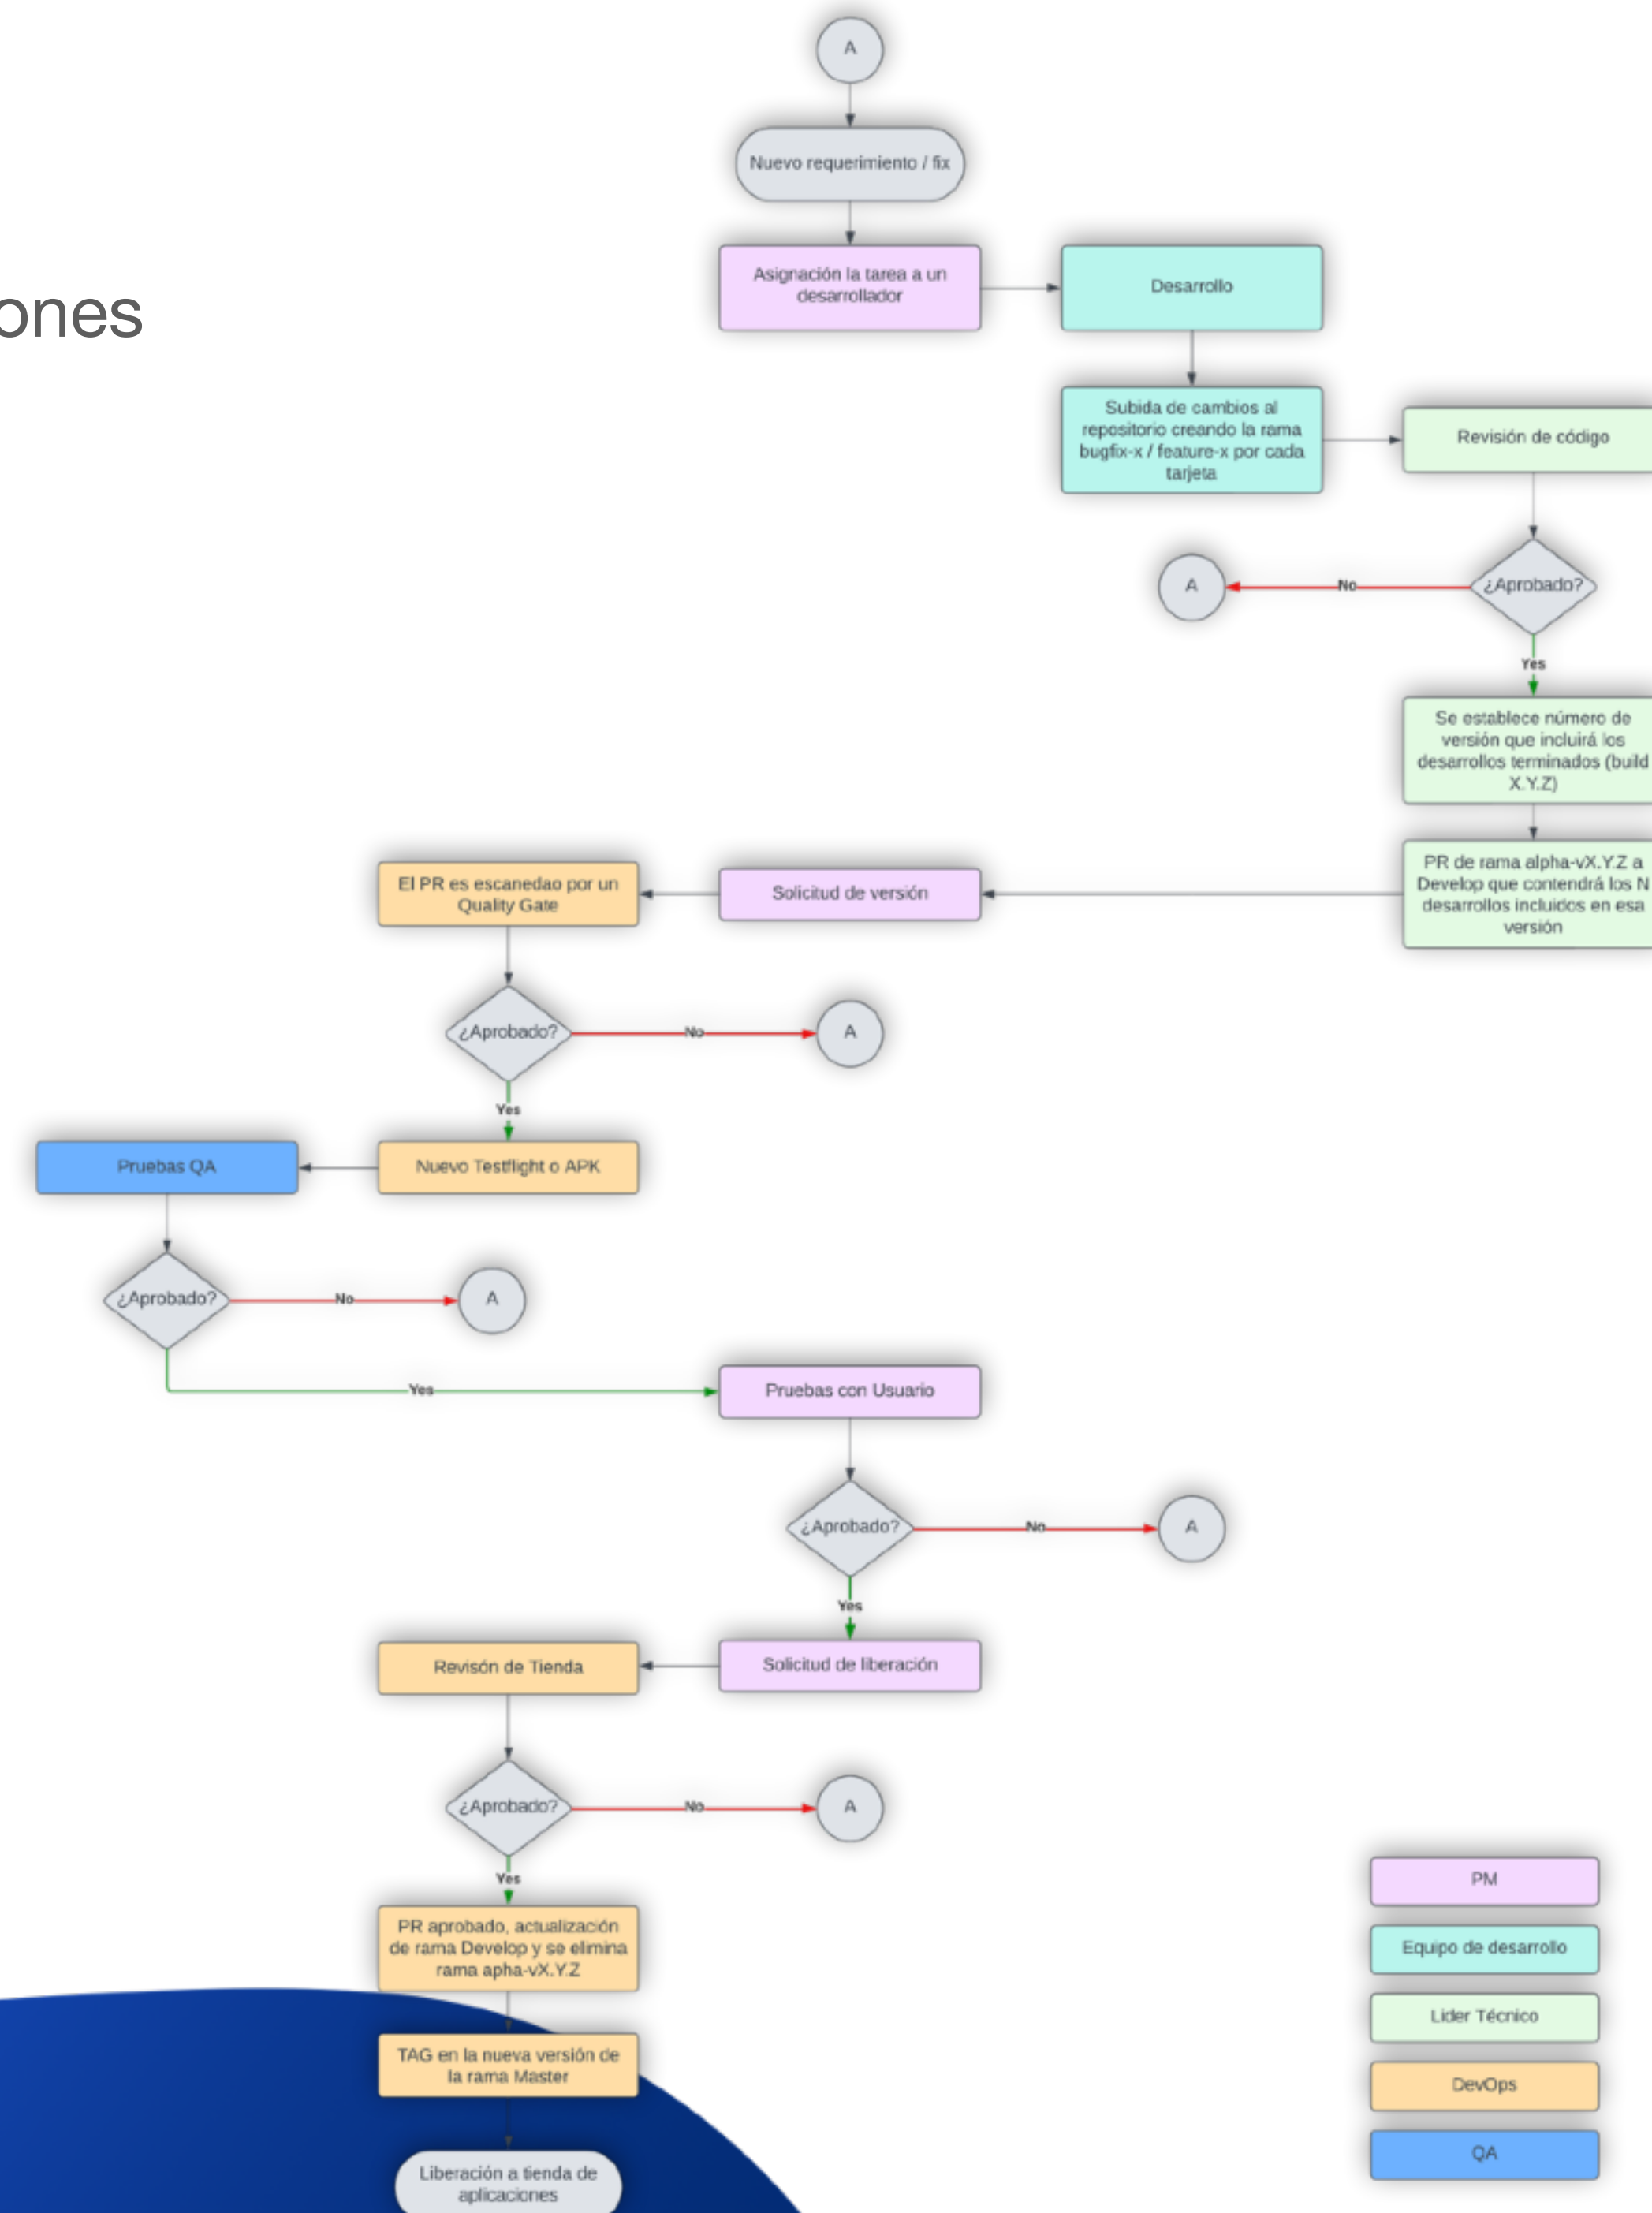 A
Nuevo requerimiento / fix
ones
Asignación la tarea a un
desarrollador
Desarrollo
Subida de cambios al
repositorio creando la rama
bugfix-x / feature-x por cada
tarjeta
Revisión de código
¿Aprobado?
No
A
Yes
Se establece número de
versión que incluirá los
desarrollos terminados (build
X.Y.Z)
PR de rama alpha-vX.Y.Z a
Develop que contendrá los N
desarrollos incluidos en esa
versión
Solicitud de versión
El PR es escanedao por un
Quality Gate
¿Aprobado?
No
A
Yes
Nuevo Testflight o APK
Pruebas QA
¿Aprobado?
No
A
Yes
Pruebas con Usuario
¿Aprobado?
No
A
Yes
Solicitud de liberación
Revisón de Tienda
¿Aprobado?
No
A
Yes
PR aprobado, actualización
de rama Develop y se elimina
rama apha-vX.Y.Z
TAG en la nueva versión de
la rama Master
Liberación a tienda de
aplicaciones
PM
Equipo de desarrollo
Lider Técnico
DevOps
QA